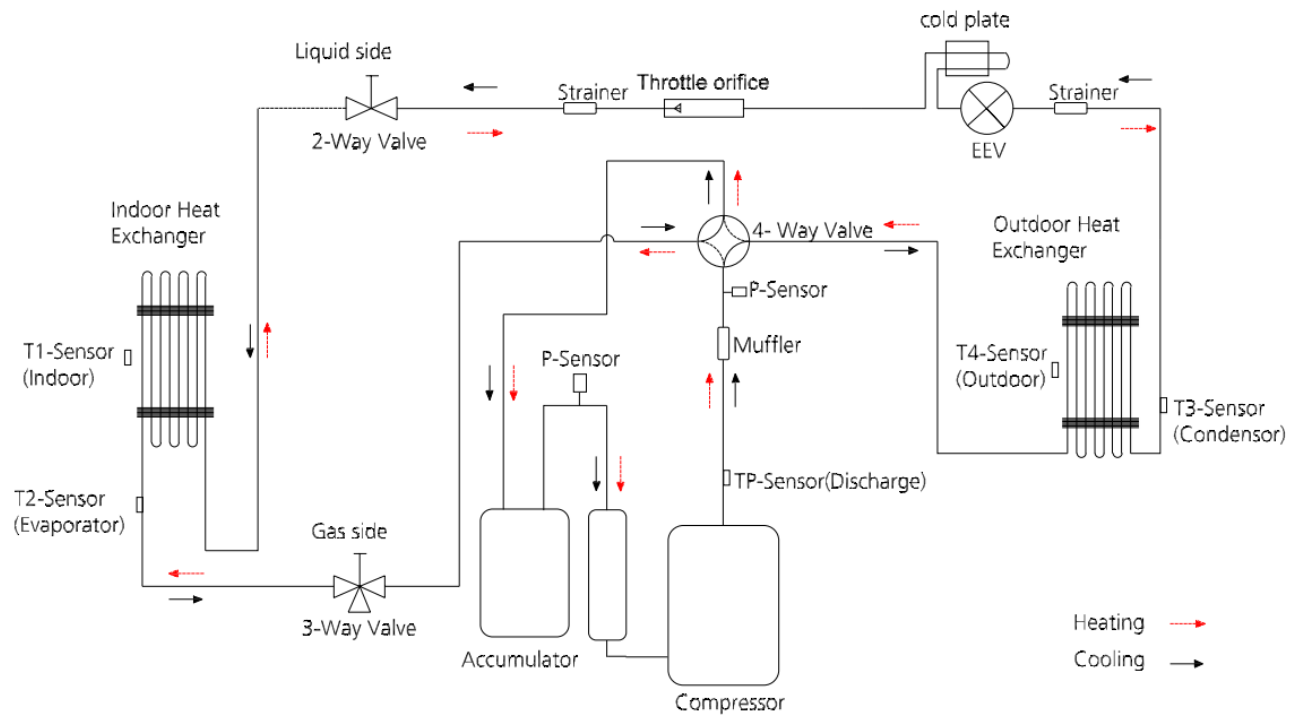 cold plate
Liquid side
Strainer
Throttle orifice
Strainer
2-Way Valve
EEV
Indoor Heat
Exchanger
4- Way Valve
Outdoor Heat
Exchanger
P-Sensor
T1-Sensor
(Indoor)
P-Sensor
Muffler
T4-Sensor
(Outdoor)
T3-Sensor
(Condensor)
TP-Sensor(Discharge)
T2-Sensor
(Evaporator)
Gas side
3-Way Valve
Accumulator
Compressor
Heating
Cooling